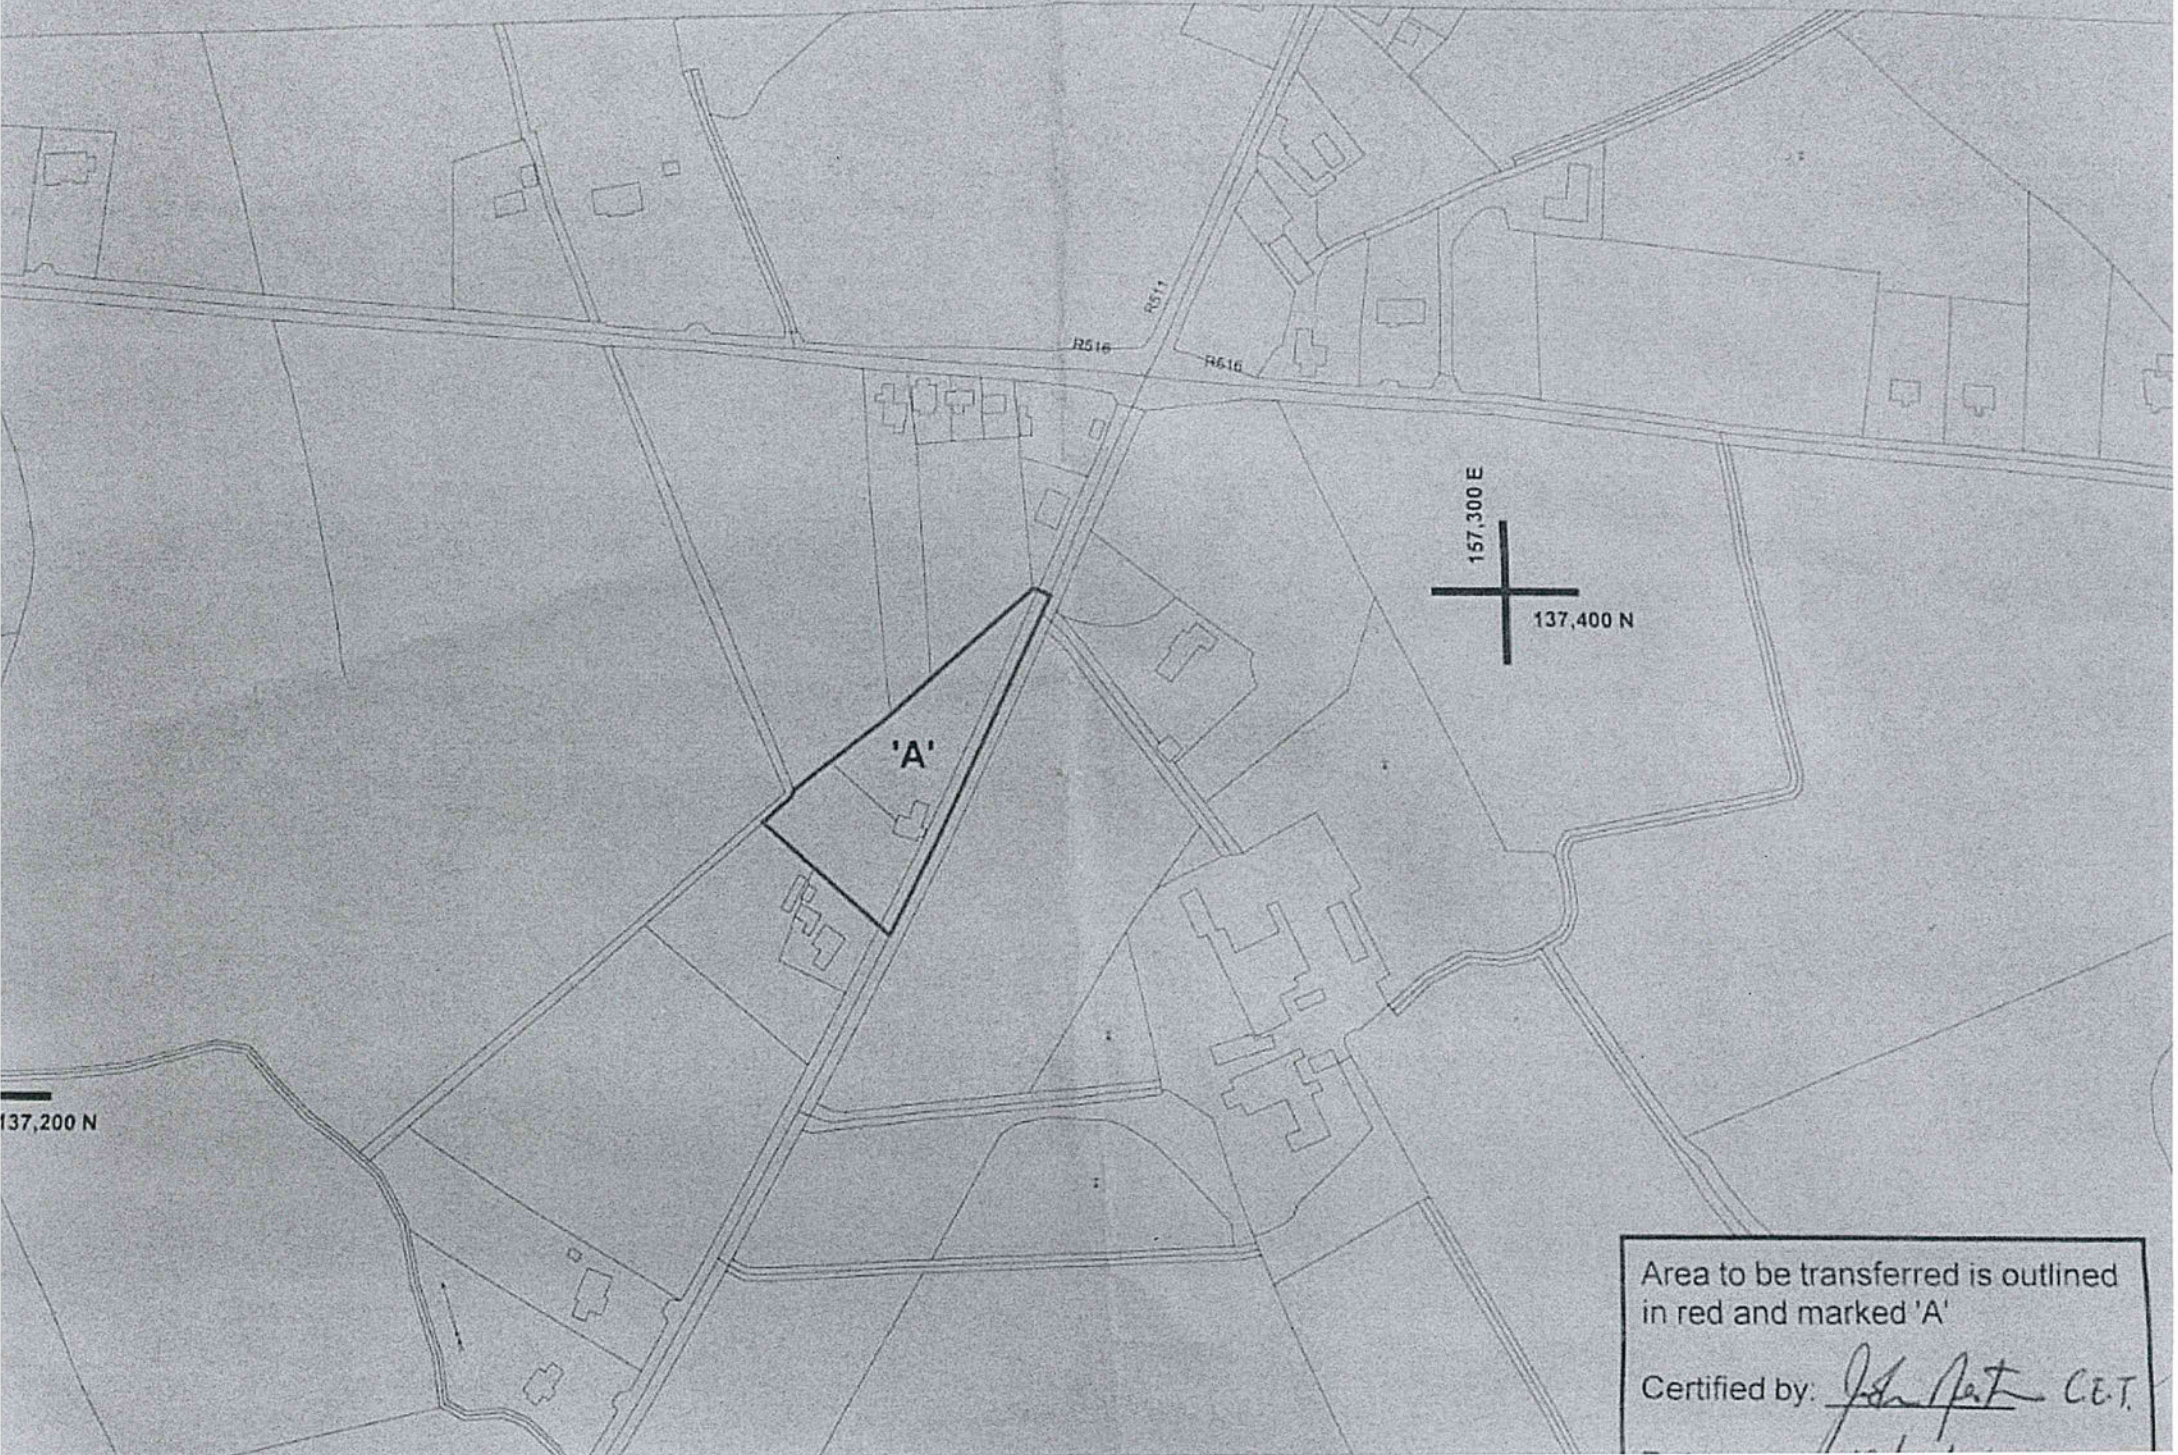 R511
R516
R516
157,300 E
137,400 N
'A'
137,200 N
Area to be transferred is outlined
in red and marked 'A'
Certified by:
C.E.T.